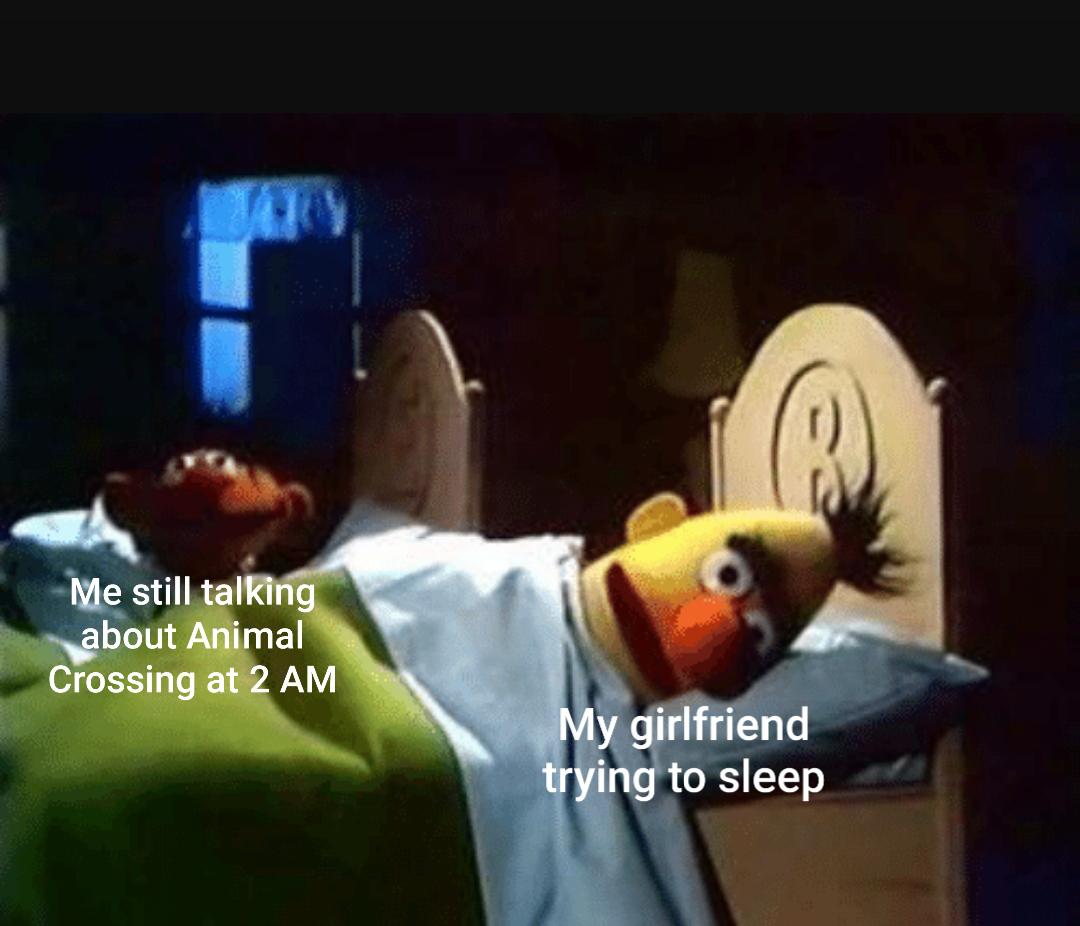 Me still talking
about Animal
Crossing at 2 AM
My girlfriend
trying to sleep
B